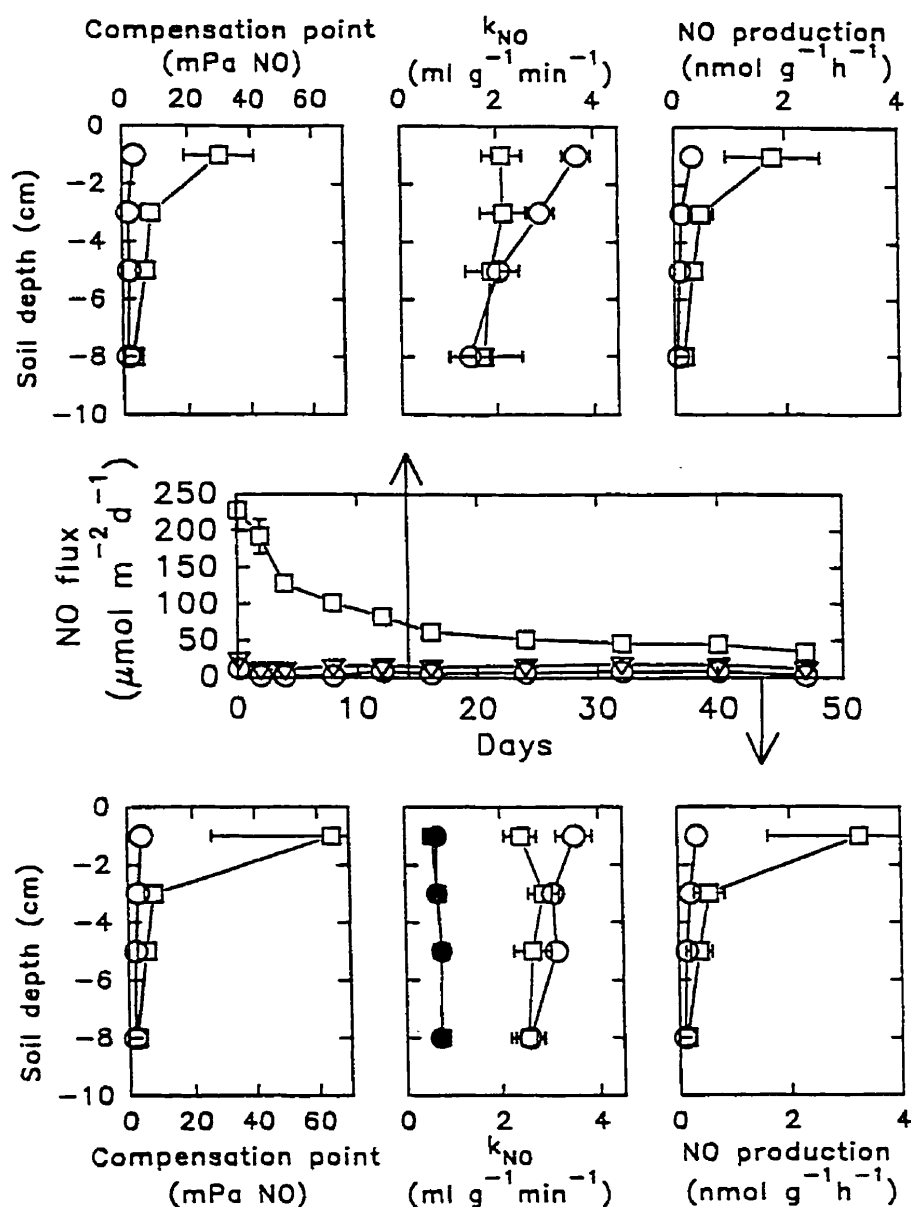 Compensation point
(mPa NO)
0 20 40 60
k_NO
(ml g⁻¹ min⁻¹)
0 2 4
NO production
(nmol g⁻¹ h⁻¹)
0 2 4
Soil depth (cm)
0
-2
-4
-6
-8
-10
NO flux
(μmol m⁻² d⁻¹)
250
200
150
100
50
0
0 10 20 30 40 50
Days
Soil depth (cm)
0
-2
-4
-6
-8
-10
0 20 40 60
Compensation point
(mPa NO)
0 2 4
k_NO
(ml g⁻¹ min⁻¹)
0 2 4
NO production
(nmol g⁻¹ h⁻¹)